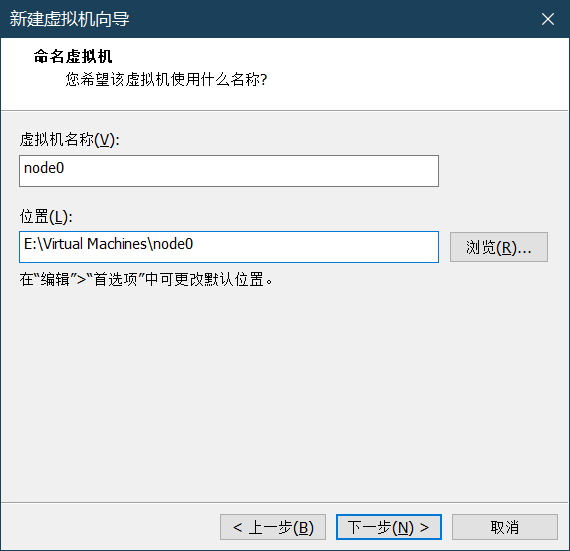 新建虚拟机向导
命名虚拟机
您希望该虚拟机使用什么名称?
虚拟机名称(V):
node0
位置(L):
E:\Virtual Machines\node0
浏览(R)...
在“编辑”>“首选项”中可更改默认位置。
< 上一步(B)
下一步(N) >
取消